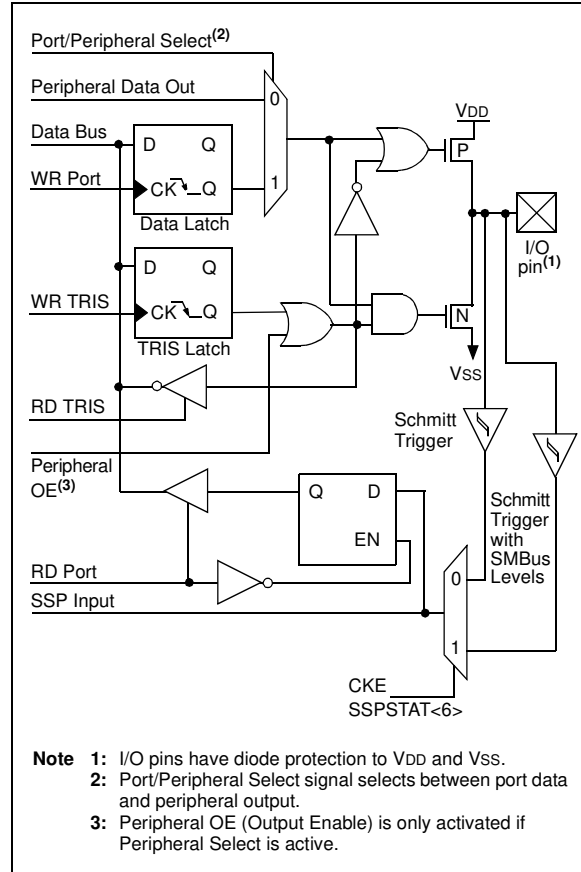 Port/Peripheral Select(2)
Peripheral Data Out
0
VDD
Data Bus
D Q
P
WR Port
CK Q
1
Data Latch
I/O
pin(1)
D Q
WR TRIS
CK Q
N
TRIS Latch
VSS
RD TRIS
Schmitt
Trigger
Peripheral
OE(3)
Q D
EN
Schmitt
Trigger
with
SMBus
Levels
RD Port
0
SSP Input
1
CKE
SSPSTAT<6>
Note 1: I/O pins have diode protection to VDD and VSS.
2: Port/Peripheral Select signal selects between port data
and peripheral output.
3: Peripheral OE (Output Enable) is only activated if
Peripheral Select is active.